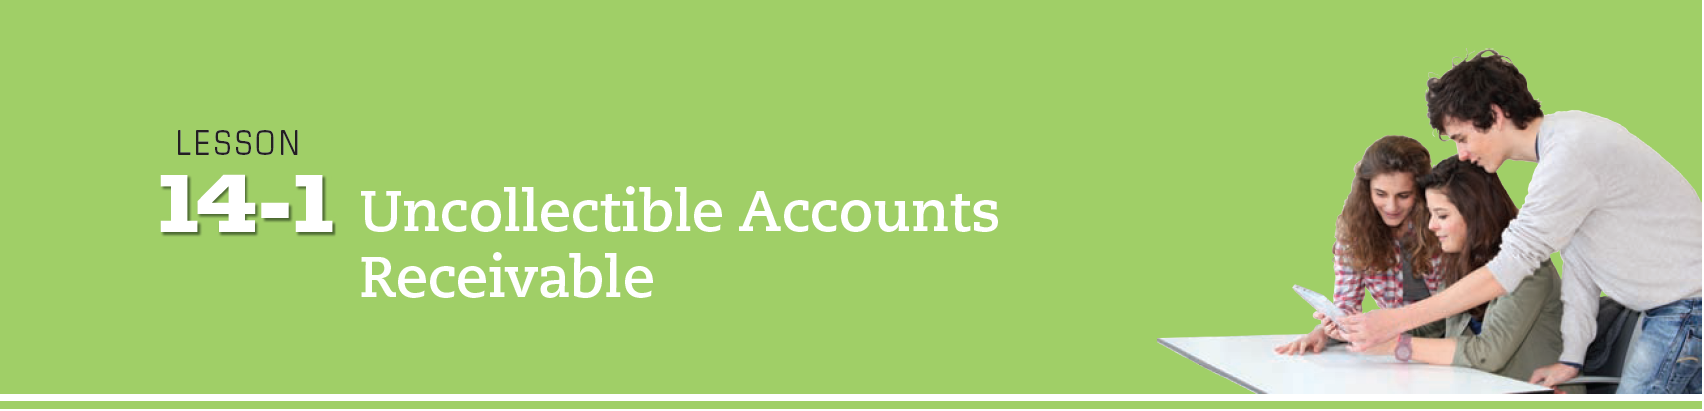 LESSON
14-1 Uncollectible Accounts
Receivable